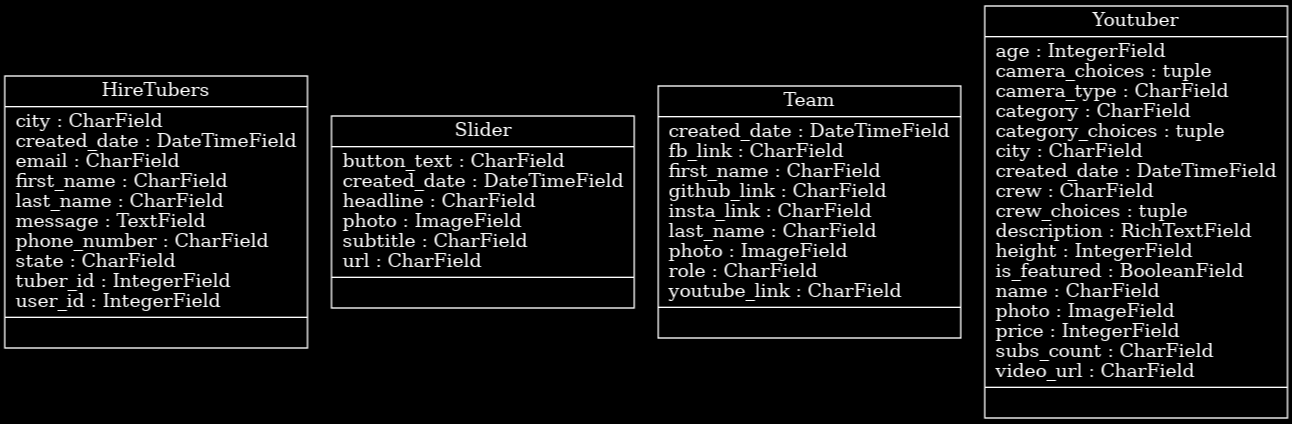 HireTubers
city : CharField
created_date : DateTimeField
email : CharField
first_name : CharField
last_name : CharField
message : TextField
phone_number : CharField
state : CharField
tuber_id : IntegerField
user_id : IntegerField
Slider
button_text : CharField
created_date : DateTimeField
headline : CharField
photo : ImageField
subtitle : CharField
url : CharField
Team
created_date : DateTimeField
fb_link : CharField
first_name : CharField
github_link : CharField
insta_link : CharField
last_name : CharField
photo : ImageField
role : CharField
youtube_link : CharField
Youtuber
age : IntegerField
camera_choices : tuple
camera_type : CharField
category : CharField
category_choices : tuple
city : CharField
created_date : DateTimeField
crew : CharField
crew_choices : tuple
description : RichTextField
height : IntegerField
is_featured : BooleanField
name : CharField
photo : ImageField
price : IntegerField
subs_count : CharField
video_url : CharField